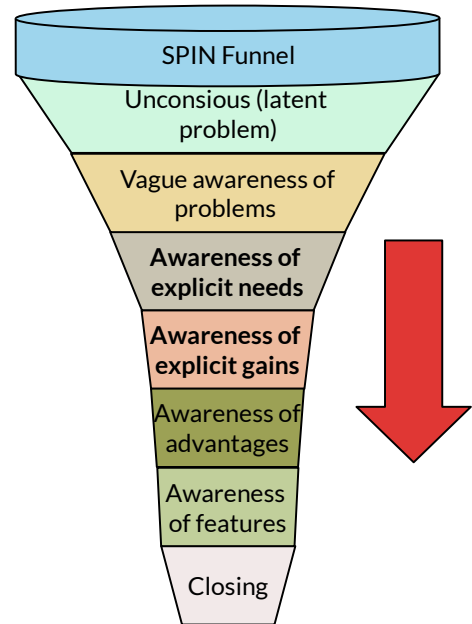 SPIN Funnel
Unconsious (latent
problem)
Vague awareness of
problems
Awareness of
explicit needs
Awareness of
explicit gains
Awareness of
advantages
Awareness
of features
Closing